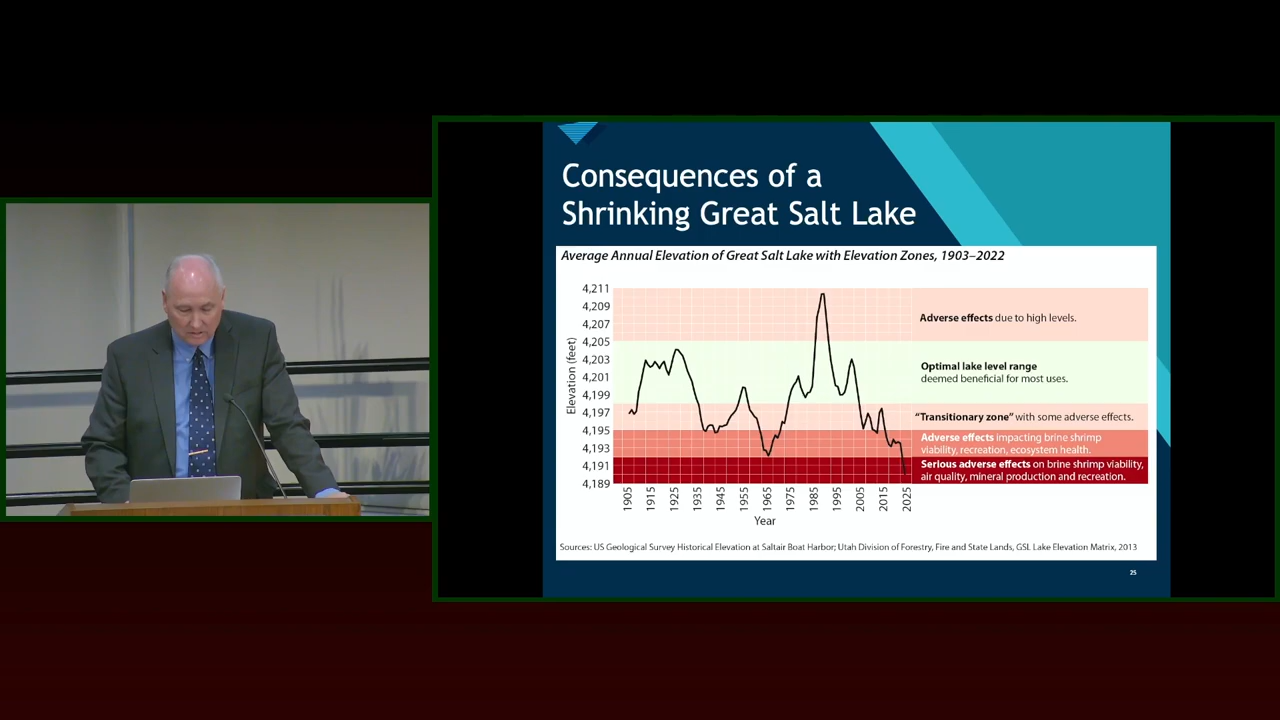 Consequences of a
Shrinking Great Salt Lake
Average Annual Elevation of Great Salt Lake with Elevation Zones, 1903–2022
Elevation (feet)
4,211
4,209
4,207
4,205
4,203
4,201
4,199
4,197
4,195
4,193
4,191
4,189
Adverse effects due to high levels.
Optimal lake level range
deemed beneficial for most uses.
"Transitionary zone" with some adverse effects.
Adverse effects impacting brine shrimp
viability, recreation, ecosystem health.
Serious adverse effects on brine shrimp viability,
air quality, mineral production and recreation.
1905 1915 1925 1935 1945 1955 1965 1975 1985 1995 2005 2015 2025
Year
Sources: US Geological Survey Historical Elevation at Saltair Boat Harbor; Utah Division of Forestry, Fire and State Lands, GSL Lake Elevation Matrix, 2013
25